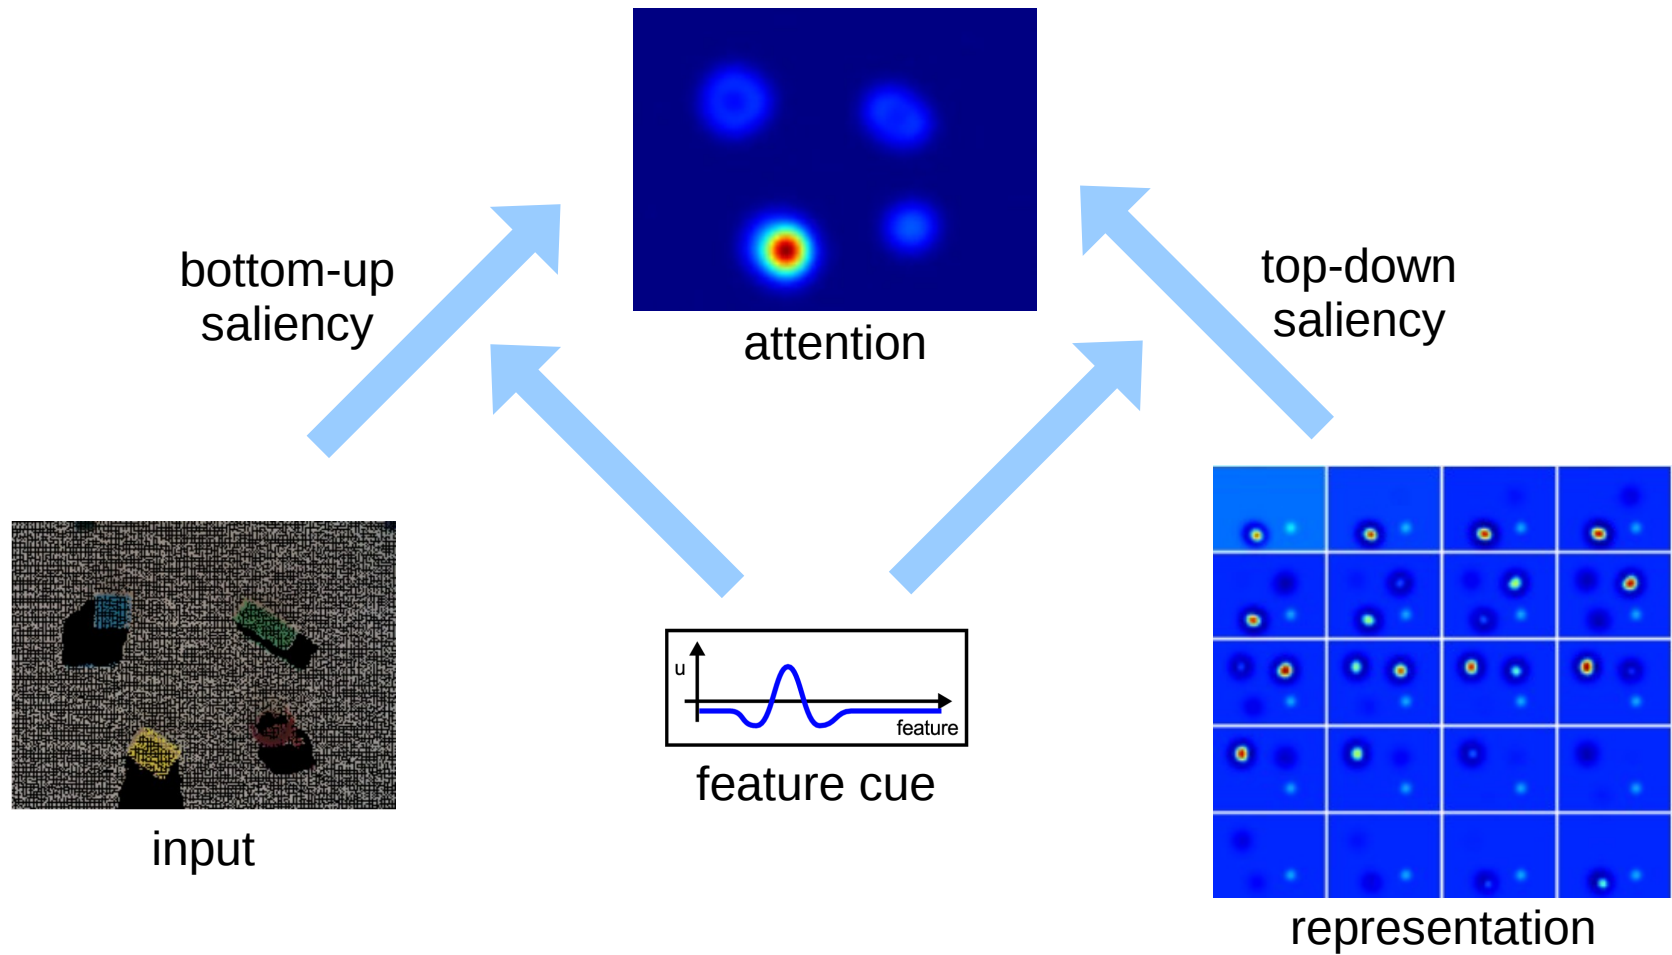 bottom-up
saliency
attention
top-down
saliency
input
u
feature
feature cue
representation